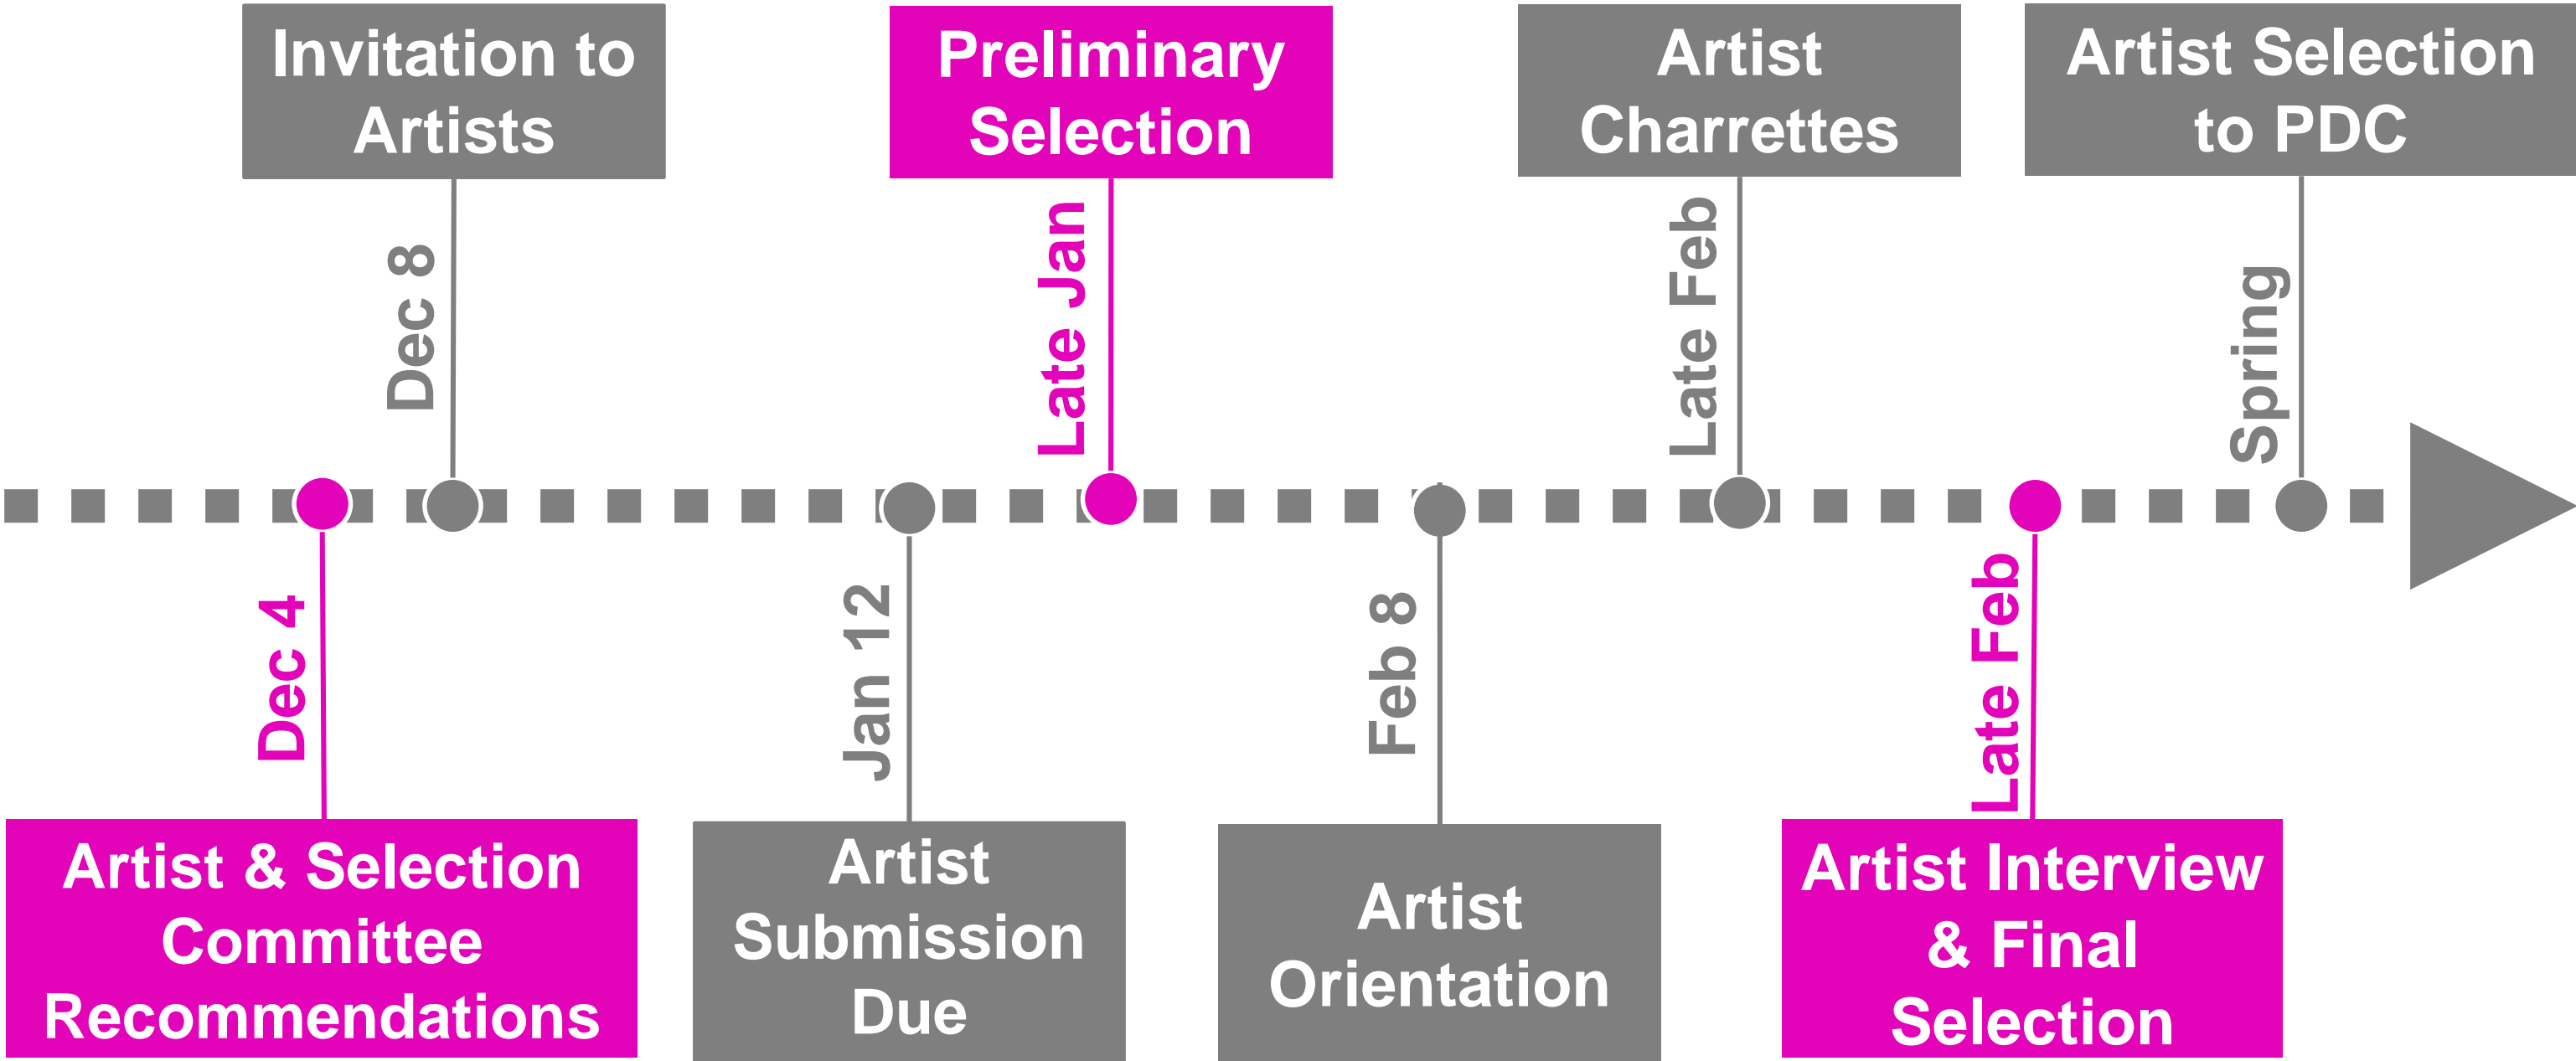 Invitation to
Artists
Preliminary
Selection
Artist
Charrettes
Artist Selection
to PDC
Dec 8
Late Jan
Late Feb
Spring
Dec 4
Jan 12
Feb 8
Late Feb
Artist & Selection
Committee
Recommendations
Artist
Submission
Due
Artist
Orientation
Artist Interview
& Final
Selection